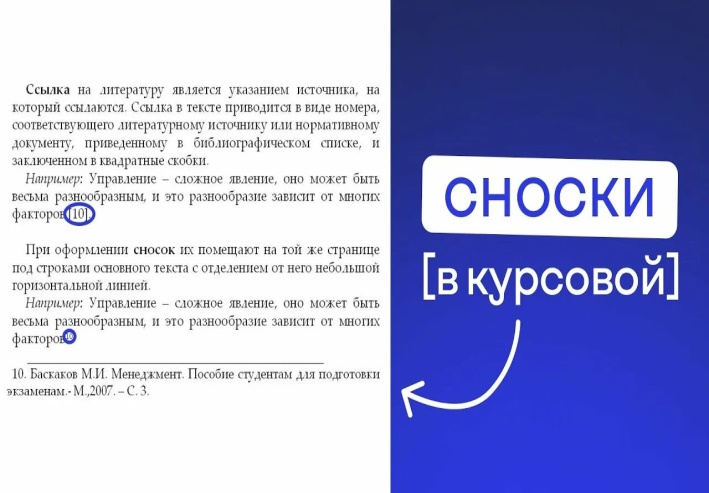 Ссылка на литературу является указанием источника, на
который ссылаются. Ссылка в тексте приводится в виде номера,
соответствующего литературному источнику или нормативному
документу, приведенному в библиографическом списке, и
заключенном в квадратные скобки.
Например: Управление – сложное явление, оно может быть
весьма разнообразным, и это разнообразие зависит от многих
факторов [10].
При оформлении сносок их помещают на той же странице
под строками основного текста с отделением от него небольшой
горизонтальной линией.
Например: Управление – сложное явление, оно может быть
весьма разнообразным, и это разнообразие зависит от многих
факторов10
10. Баскаков М.И. Менеджмент. Пособие студентам для подготовки
экзаменам.- М.,2007. – С. 3.
СНОСКИ
[в курсовой]